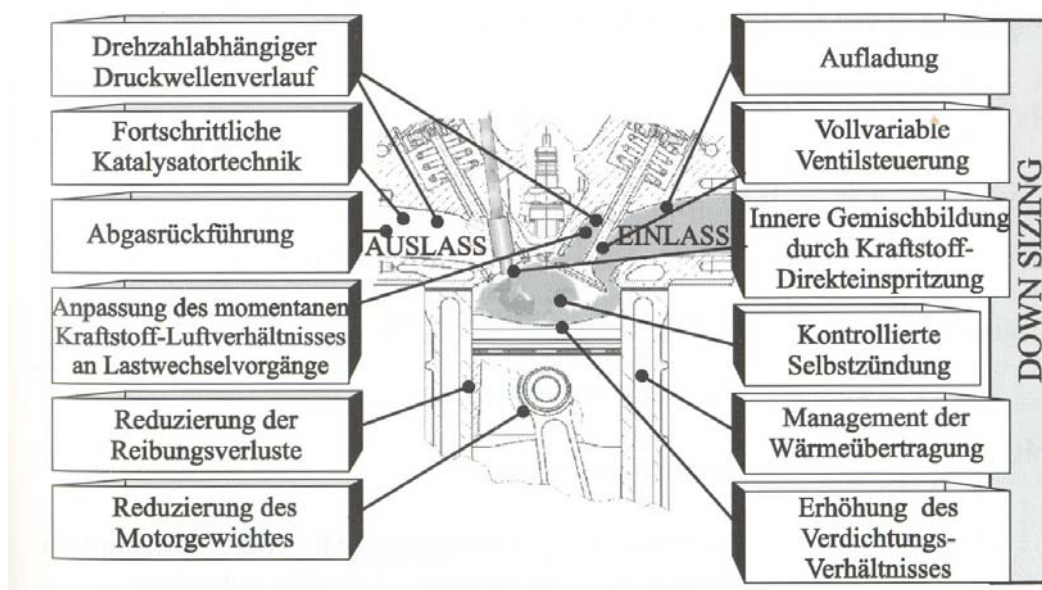 Drehzahlabhängiger
Druckwellenverlauf
Fortschrittliche
Katalysatortechnik
Abgasrückführung
Anpassung des momentanen
Kraftstoff-Luftverhältnisses
an Lastwechselvorgänge
Reduzierung der
Reibungsverluste
Reduzierung des
Motorgewichtes
AUSLASS
EINLASS
Aufladung
Vollvariable
Ventilsteuerung
Innere Gemischbildung
durch Kraftstoff-
Direkteinspritzung
Kontrollierte
Selbstzündung
Management der
Wärmeübertragung
Erhöhung des
Verdichtungs-
Verhältnisses
DOWN SIZING